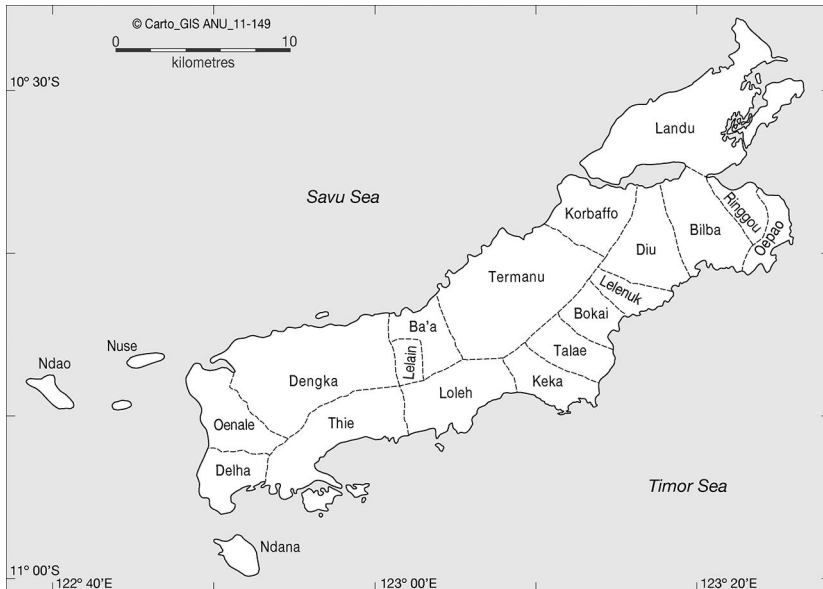 © Carto_GIS ANU_11-149
0 10
kilometres
10°30'S
Landu
Savu Sea
Korbaffo
Ringgou
Bilba
Oepao
Diu
Termanu
Lelenuk
Bokai
Ba'a
Nuse
Talae
Ndao
Lelain
Dengka
Keka
Loleh
Oenale
Thie
Delha
Timor Sea
Ndana
11°00'S
122°40'E
123°00'E
123°20'E